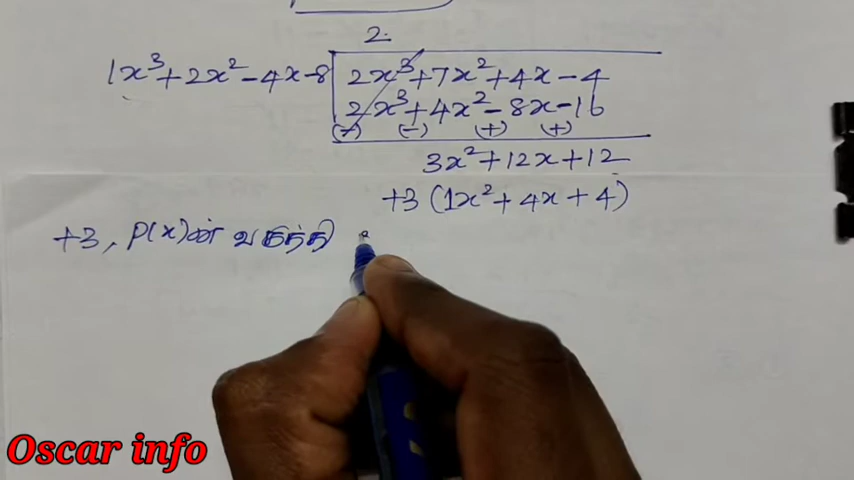 2.
1x³+2x²-4x-8 2x³+7x²+4x-4
2x³+4x²-8x-16
(-) (-) (+) (+)
3x²+12x+12
+3 (1x²+4x+4)
+3, p(x)ன் வகுத்தி
Oscar info